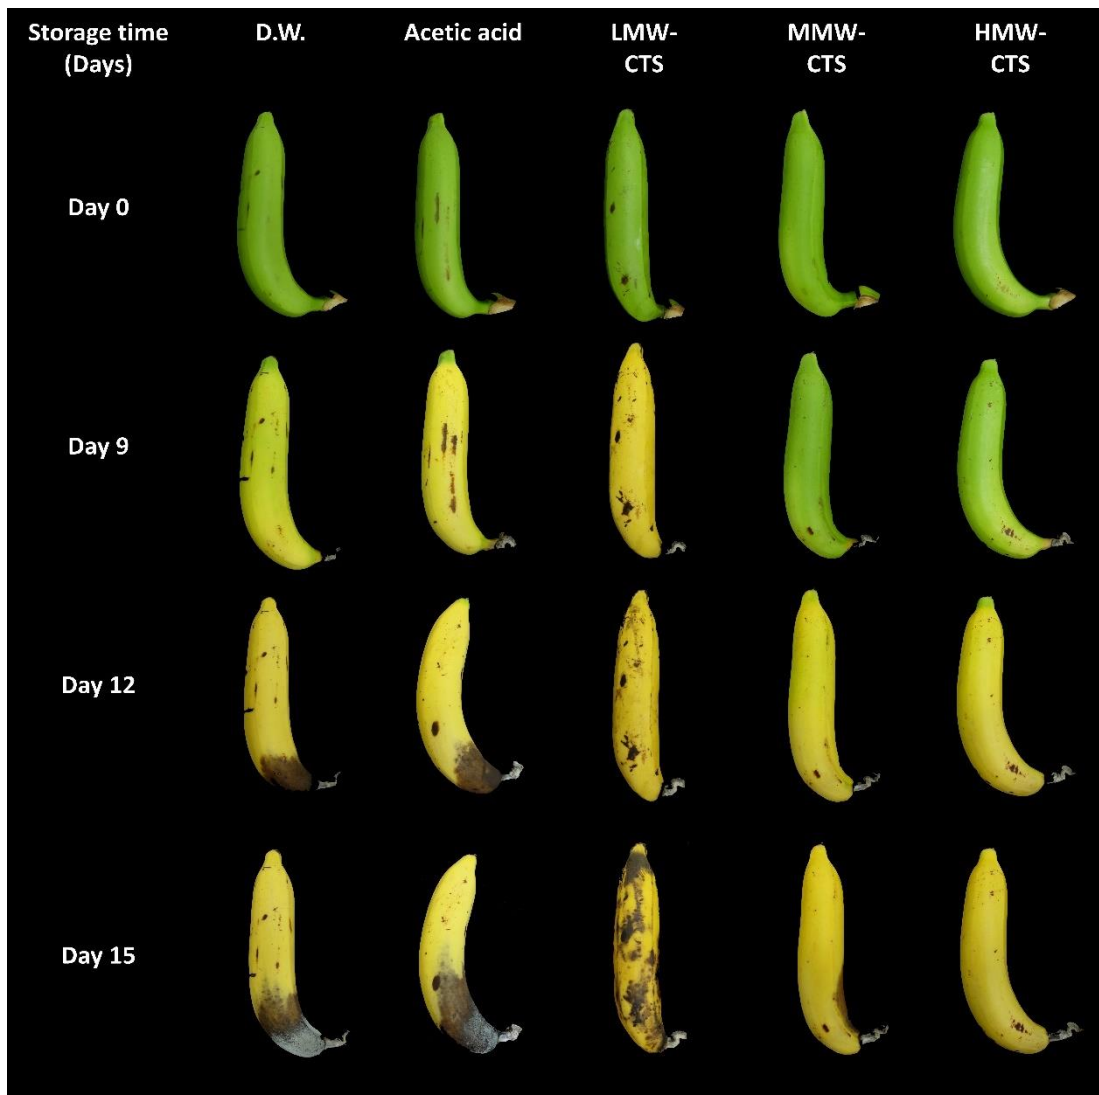 Storage time
(Days)
D.W.
Acetic acid
LMW-
CTS
MMW-
CTS
HMW-
CTS
Day 0
Day 9
Day 12
Day 15